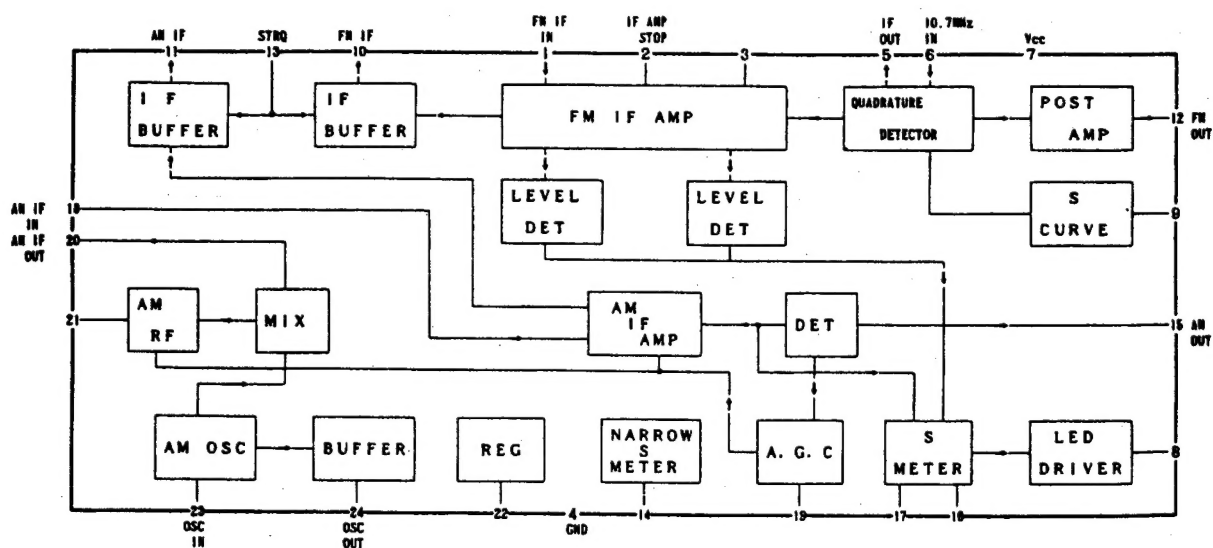 AM IF STRQ FM IF FM IF IN IF AMP STOP IF OUT 10.7MHz IN Vcc
11 13 10 1 2 3 5 6 7
IF BUFFER
IF BUFFER
FM IF AMP
QUADRATURE DETECTOR
POST AMP
12 FM OUT
LEVEL DET
LEVEL DET
S CURVE
9
AM IF IN
AM IF OUT
20
AM RF
MIX
AM IF AMP
DET
21
15 AM OUT
AM OSC
BUFFER
REG
NARROW S METER
A.G.C
S METER
LED DRIVER
8
23 24 22 4 14 19 17
OSC IN
OSC OUT
GND